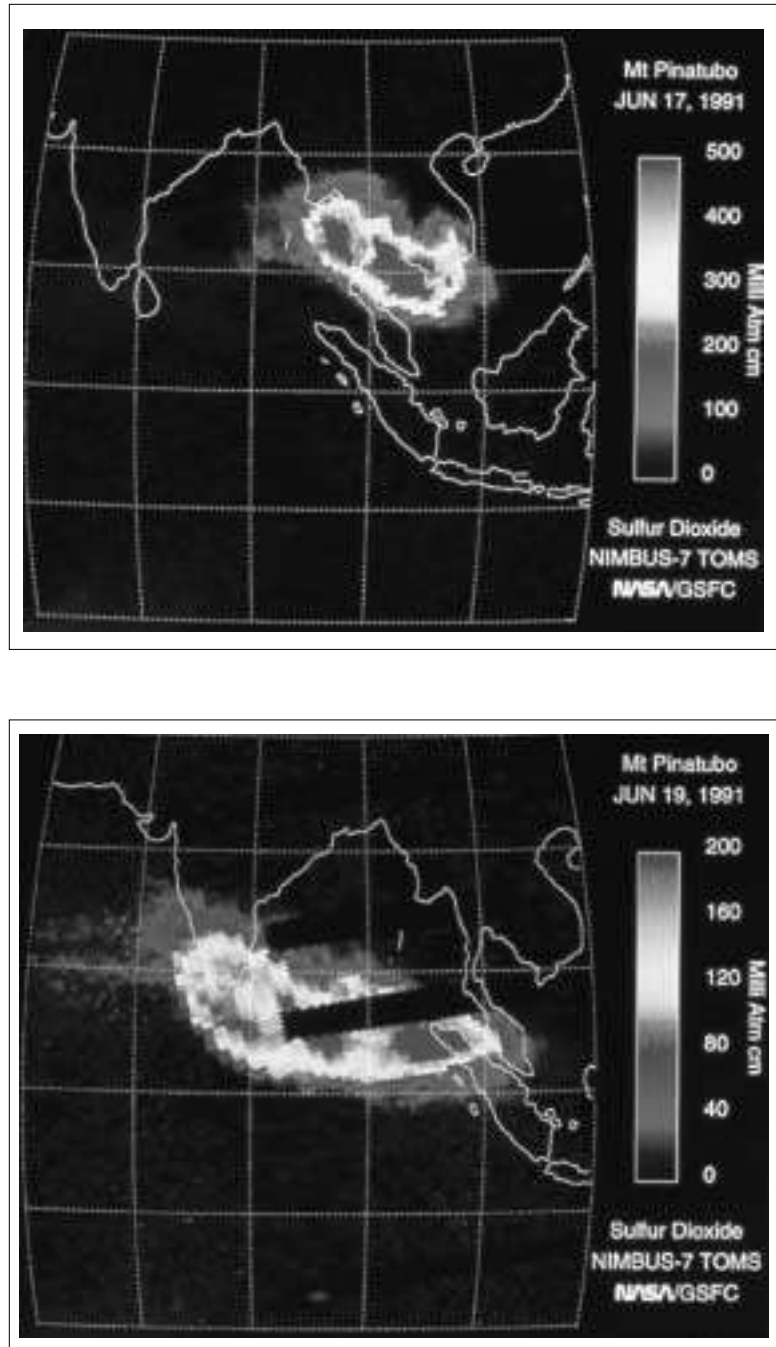 Mt Pinatubo
JUN 17, 1991
500
400
300
200
100
0
Milli Atm cm
Sulfur Dioxide
NIMBUS-7 TOMS
NASA/GSFC
Mt Pinatubo
JUN 19, 1991
200
160
120
80
40
0
Milli Atm cm
Sulfur Dioxide
NIMBUS-7 TOMS
NASA/GSFC